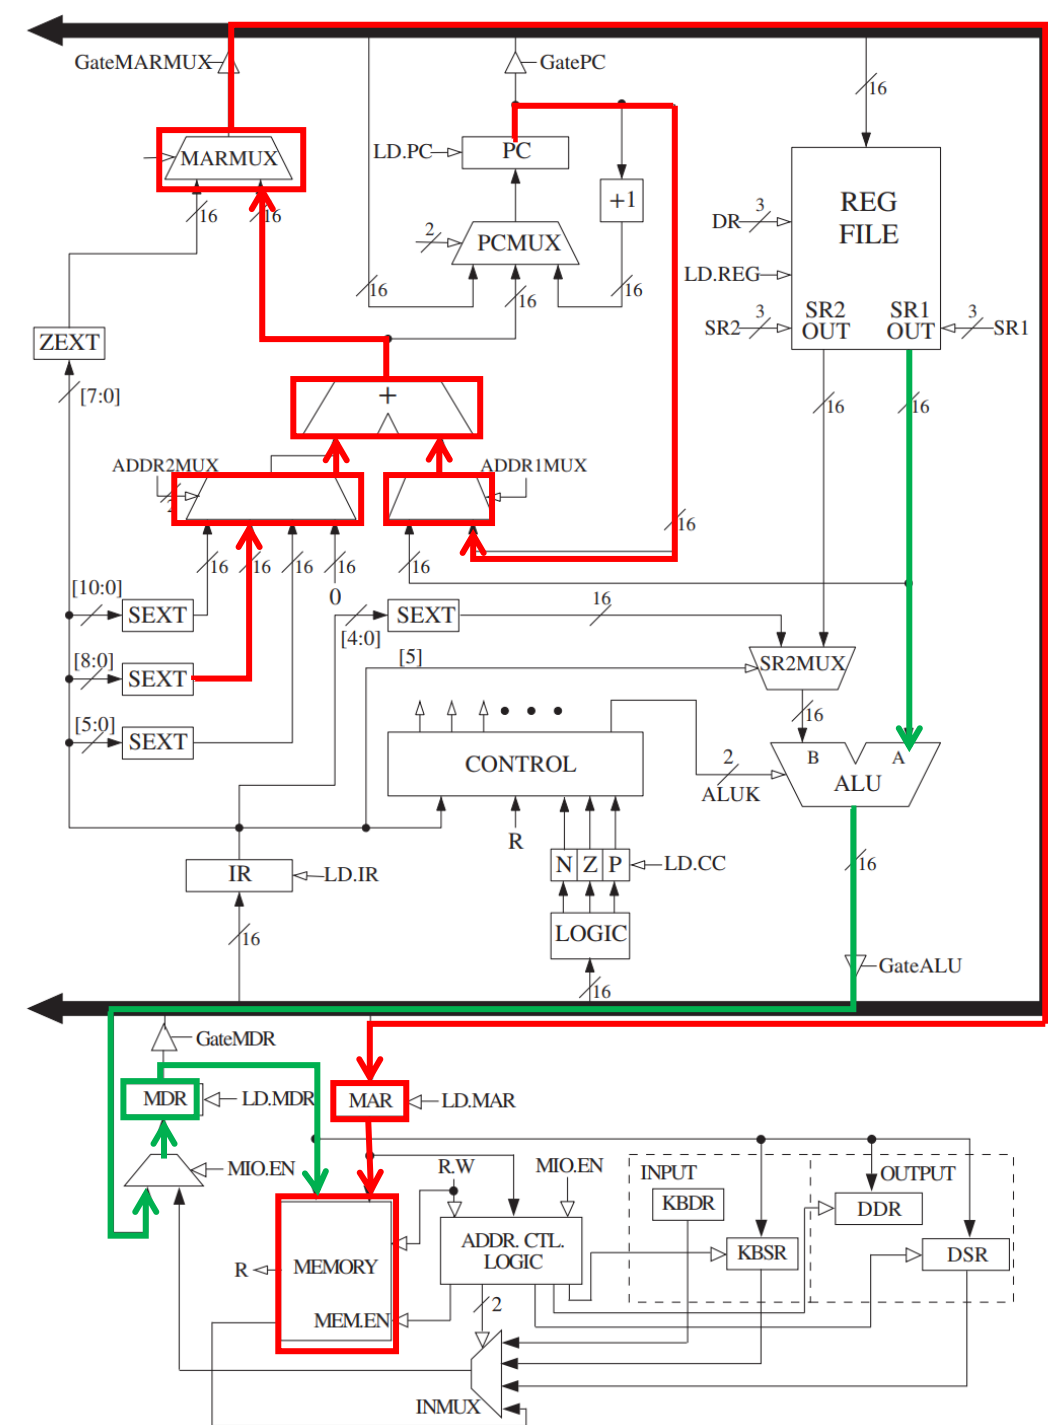 GateMARMUX
GatePC
16
MARMUX
LD.PC
PC
16
16
+1
REG
FILE
3
DR
2
PCMUX
LD.REG
16
16
16
ZEXT
3
SR2
SR2
OUT
SR1
OUT
3
SR1
[7:0]
+
16
16
ADDR2MUX
ADDR1MUX
2
16
16
16
16
16
16
0
[10:0]
SEXT
[4:0]
SEXT
16
[8:0]
SEXT
[5]
SR2MUX
[5:0]
SEXT
16
CONTROL
2
ALUK
B
A
ALU
R
IR
LD.IR
N
Z
P
LD.CC
16
16
LOGIC
16
GateALU
GateMDR
MDR
LD.MDR
MAR
LD.MAR
MIO.EN
R.W
MIO.EN
INPUT
OUTPUT
KBDR
DDR
R
MEMORY
ADDR. CTL.
LOGIC
KBSR
DSR
MEM.EN
2
INMUX